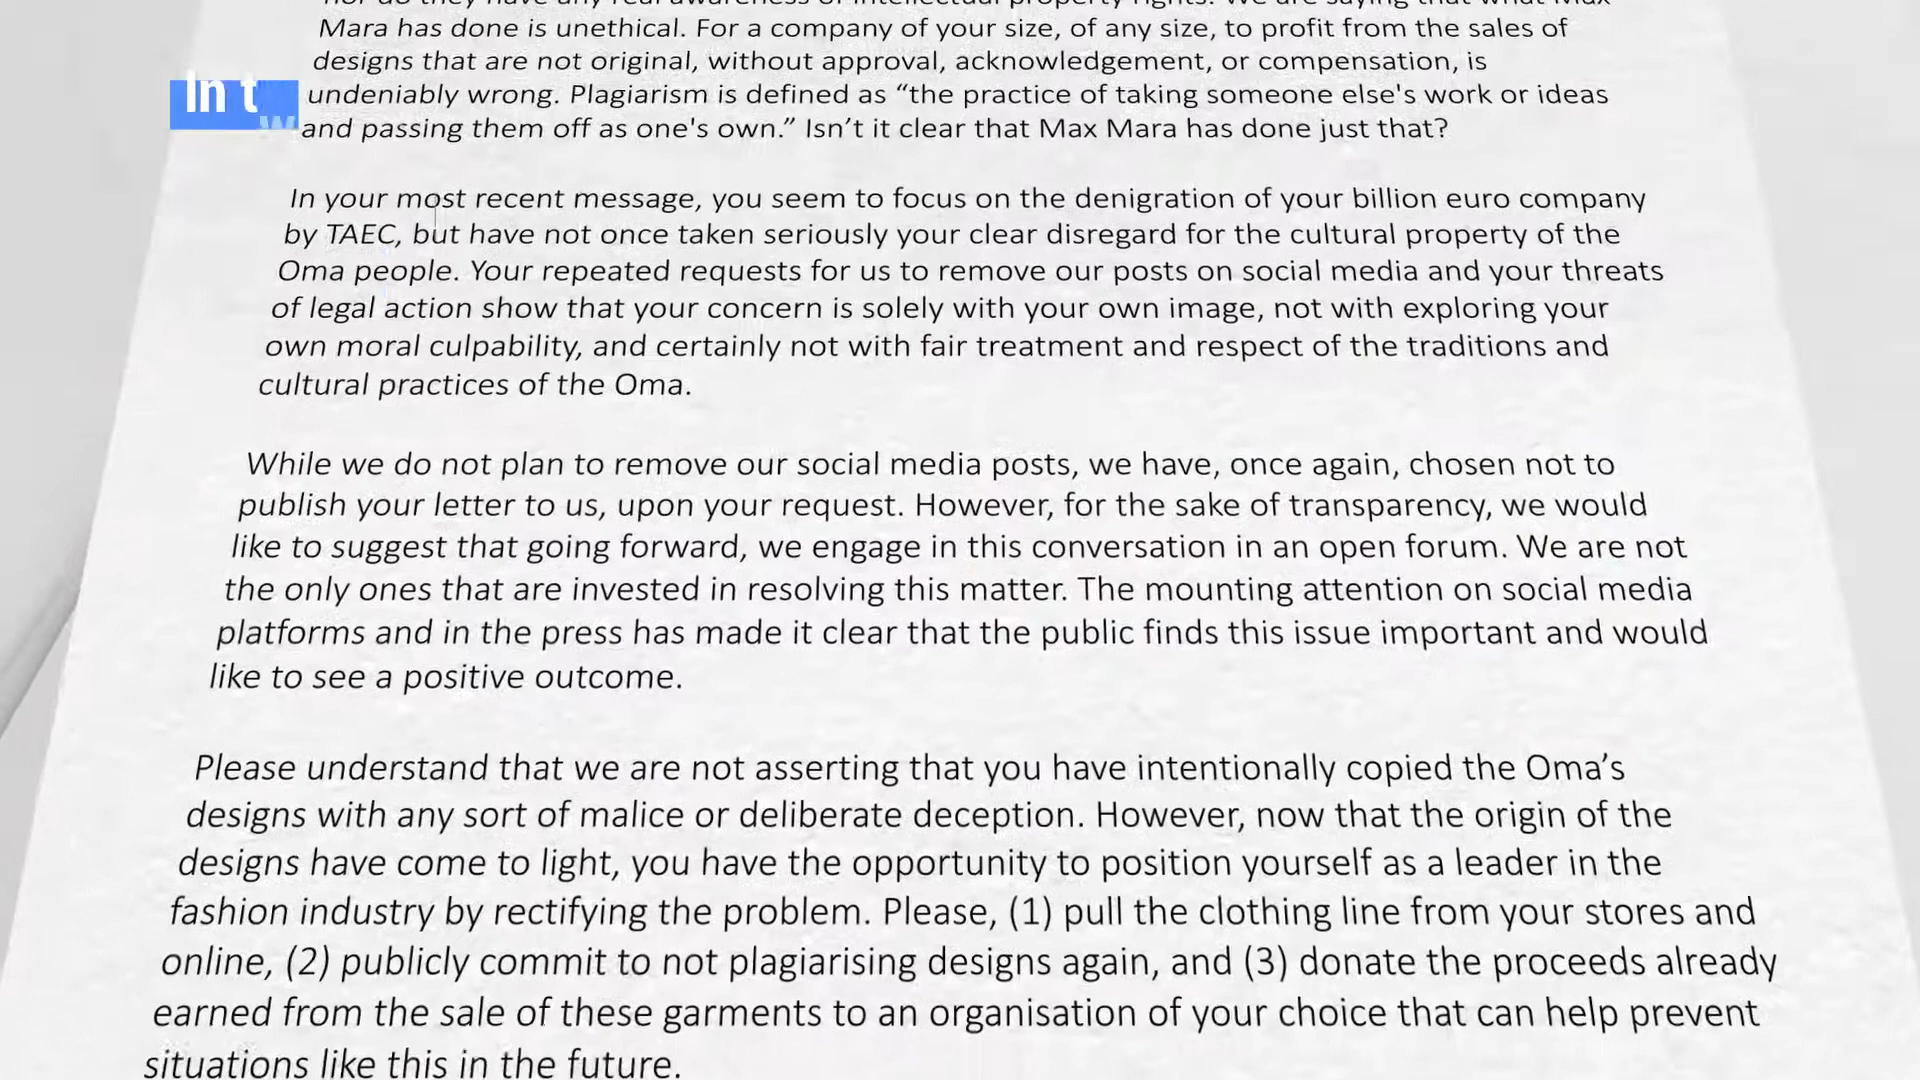 Mara has done is unethical. For a company of your size, of any size, to profit from the sales of
designs that are not original, without approval, acknowledgement, or compensation, is
In t
undeniably wrong. Plagiarism is defined as “the practice of taking someone else's work or ideas
w
and passing them off as one's own.” Isn’t it clear that Max Mara has done just that?
In your most recent message, you seem to focus on the denigration of your billion euro company
by TAEC, but have not once taken seriously your clear disregard for the cultural property of the
Oma people. Your repeated requests for us to remove our posts on social media and your threats
of legal action show that your concern is solely with your own image, not with exploring your
own moral culpability, and certainly not with fair treatment and respect of the traditions and
cultural practices of the Oma.
While we do not plan to remove our social media posts, we have, once again, chosen not to
publish your letter to us, upon your request. However, for the sake of transparency, we would
like to suggest that going forward, we engage in this conversation in an open forum. We are not
the only ones that are invested in resolving this matter. The mounting attention on social media
platforms and in the press has made it clear that the public finds this issue important and would
like to see a positive outcome.
Please understand that we are not asserting that you have intentionally copied the Oma’s
designs with any sort of malice or deliberate deception. However, now that the origin of the
designs have come to light, you have the opportunity to position yourself as a leader in the
fashion industry by rectifying the problem. Please, (1) pull the clothing line from your stores and
online, (2) publicly commit to not plagiarising designs again, and (3) donate the proceeds already
earned from the sale of these garments to an organisation of your choice that can help prevent
situations like this in the future.